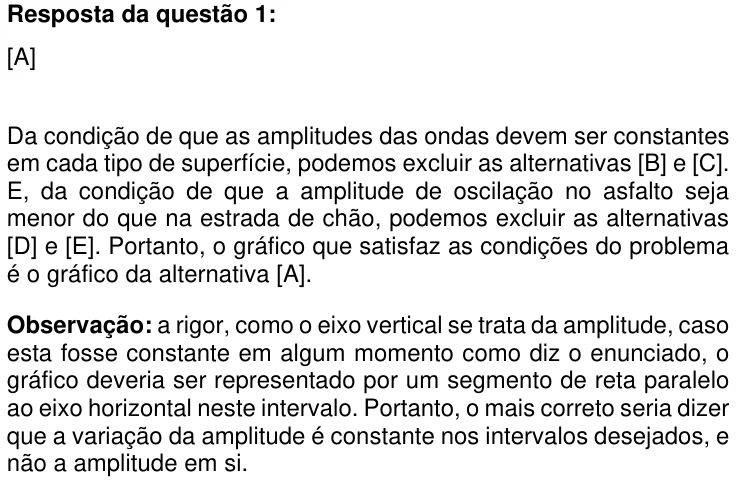 Resposta da questão 1:
[A]
Da condição de que as amplitudes das ondas devem ser constantes
em cada tipo de superfície, podemos excluir as alternativas [B] e [C].
E, da condição de que a amplitude de oscilação no asfalto seja
menor do que na estrada de chão, podemos excluir as alternativas
[D] e [E]. Portanto, o gráfico que satisfaz as condições do problema
é o gráfico da alternativa [A].
Observação: a rigor, como o eixo vertical se trata da amplitude, caso
esta fosse constante em algum momento como diz o enunciado, o
gráfico deveria ser representado por um segmento de reta paralelo
ao eixo horizontal neste intervalo. Portanto, o mais correto seria dizer
que a variação da amplitude é constante nos intervalos desejados, e
não a amplitude em si.